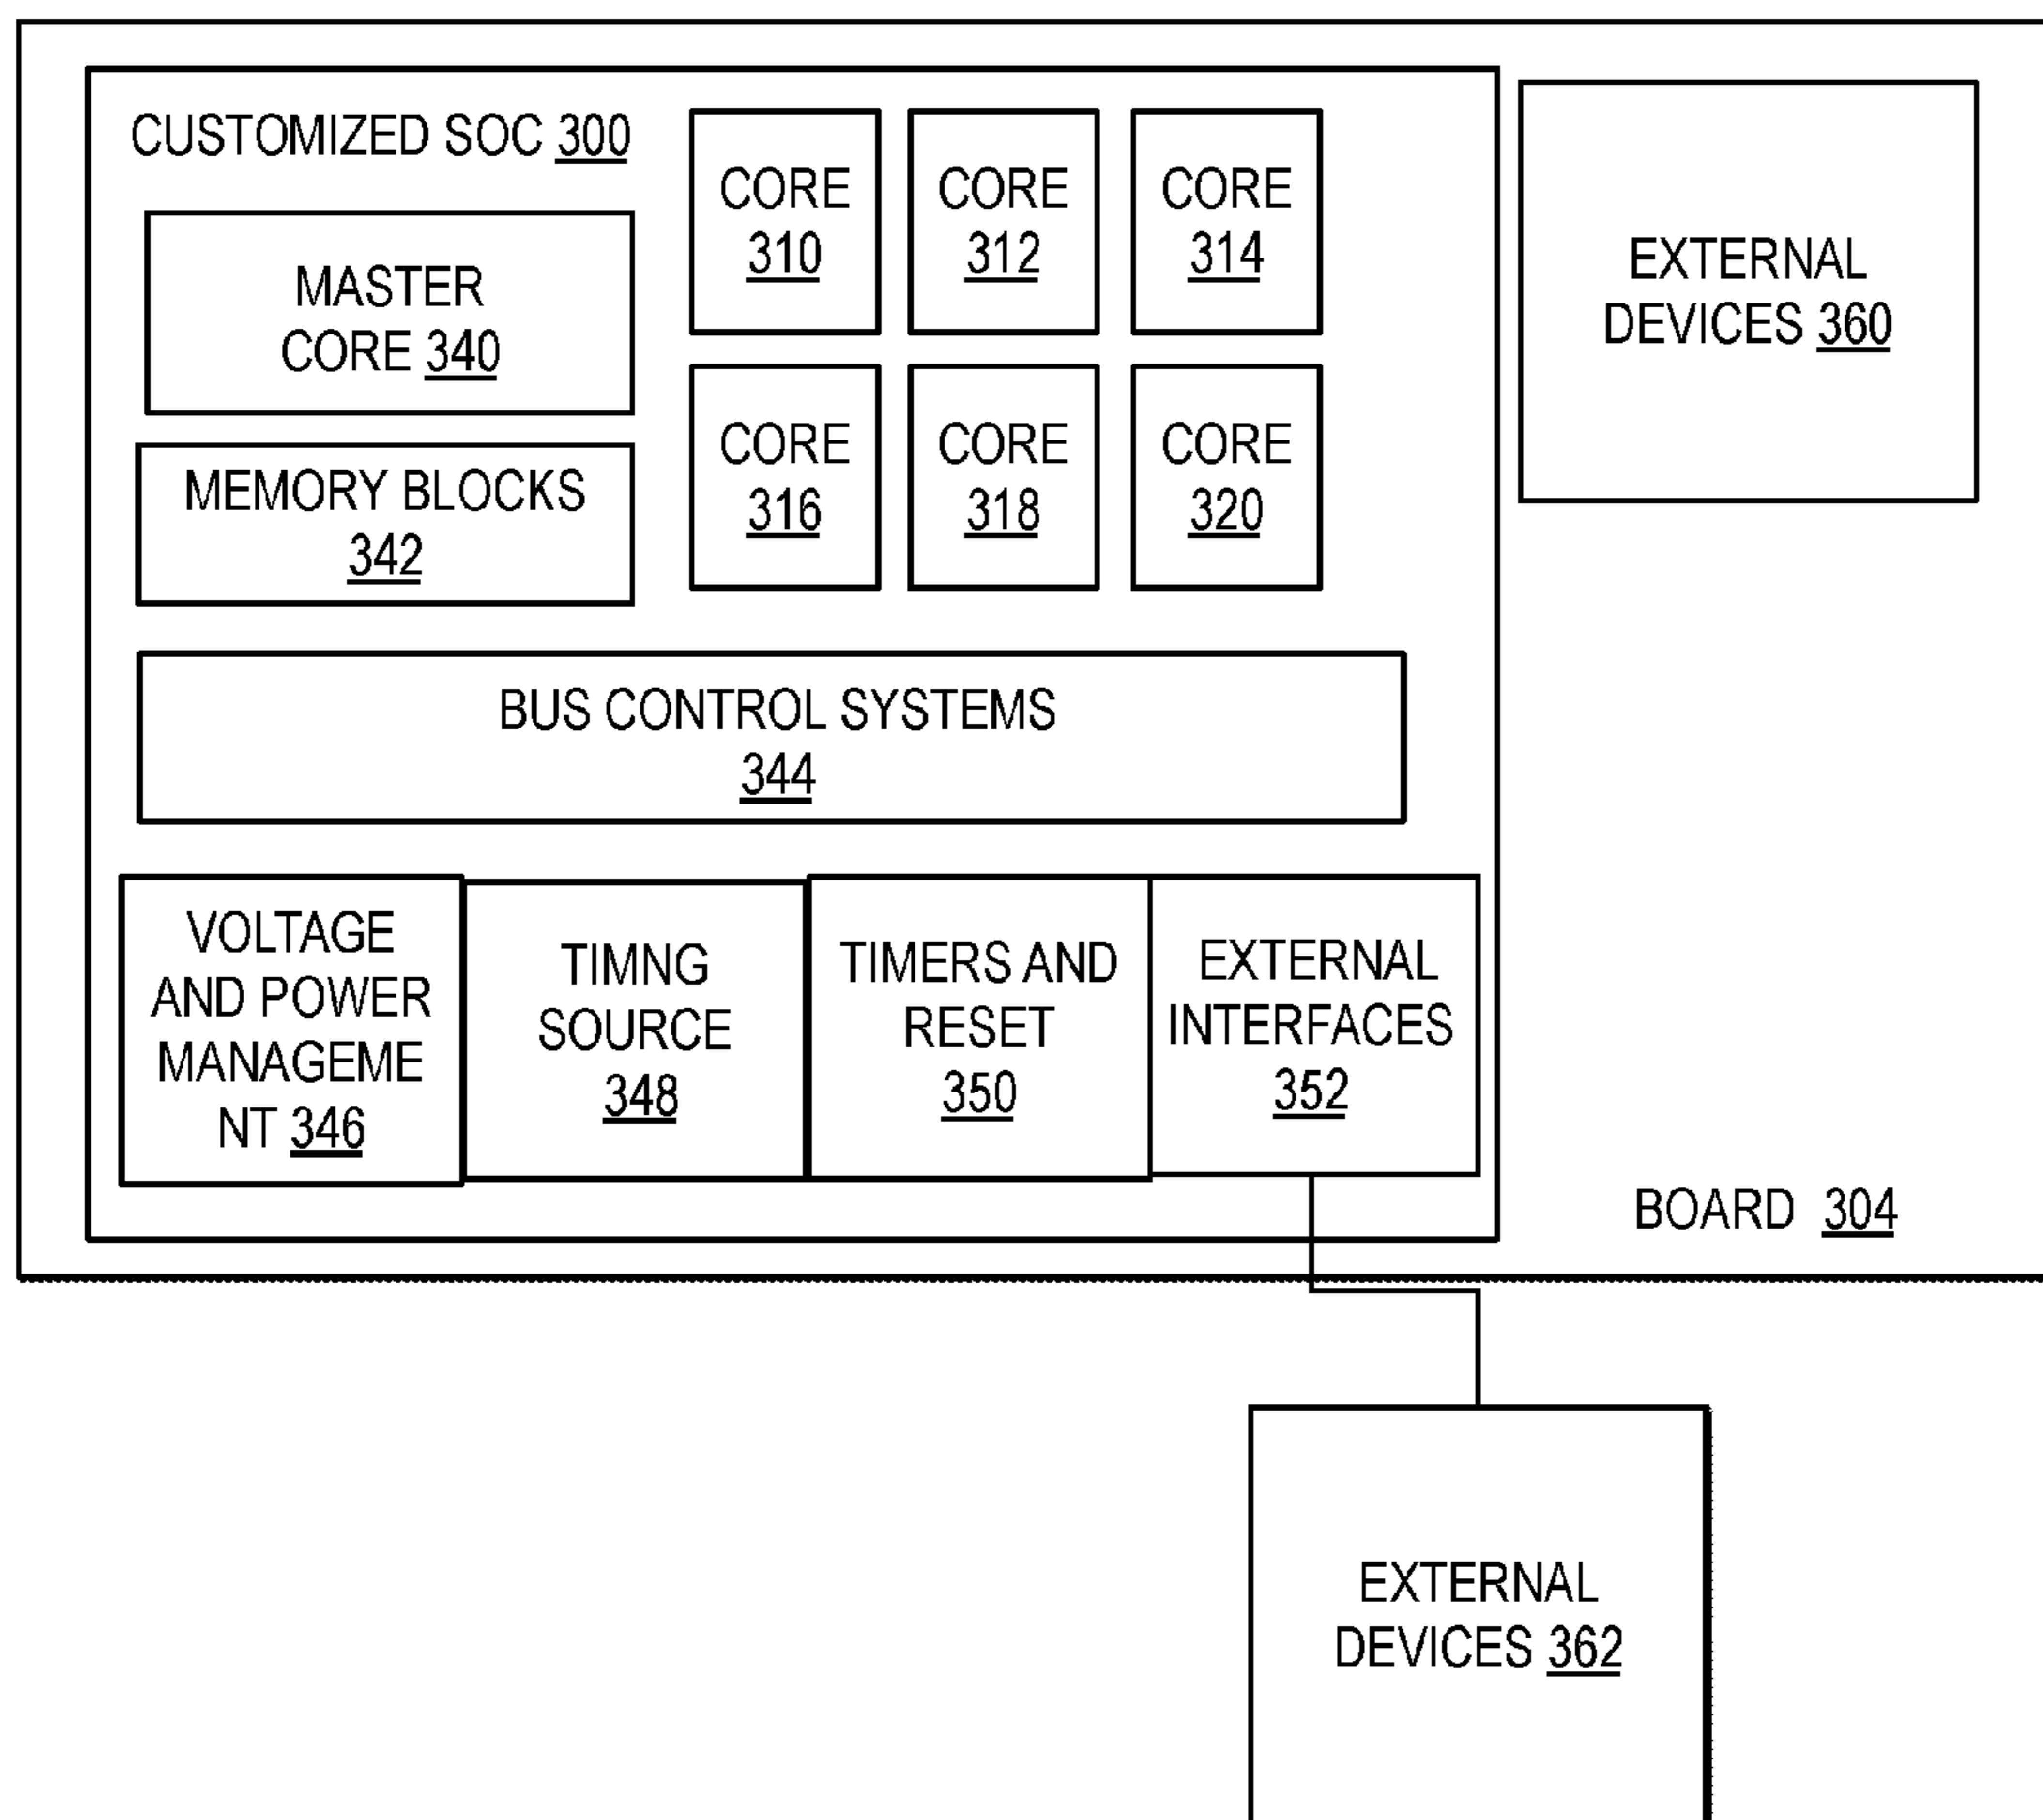 CUSTOMIZED SOC 300
CORE
310
CORE
312
CORE
314
EXTERNAL
DEVICES 360
MASTER
CORE 340
CORE
316
CORE
318
CORE
320
MEMORY BLOCKS
342
BUS CONTROL SYSTEMS
344
VOLTAGE
AND POWER
MANAGEME
NT 346
TIMNG
SOURCE
348
TIMERS AND
RESET
350
EXTERNAL
INTERFACES
352
BOARD 304
EXTERNAL
DEVICES 362